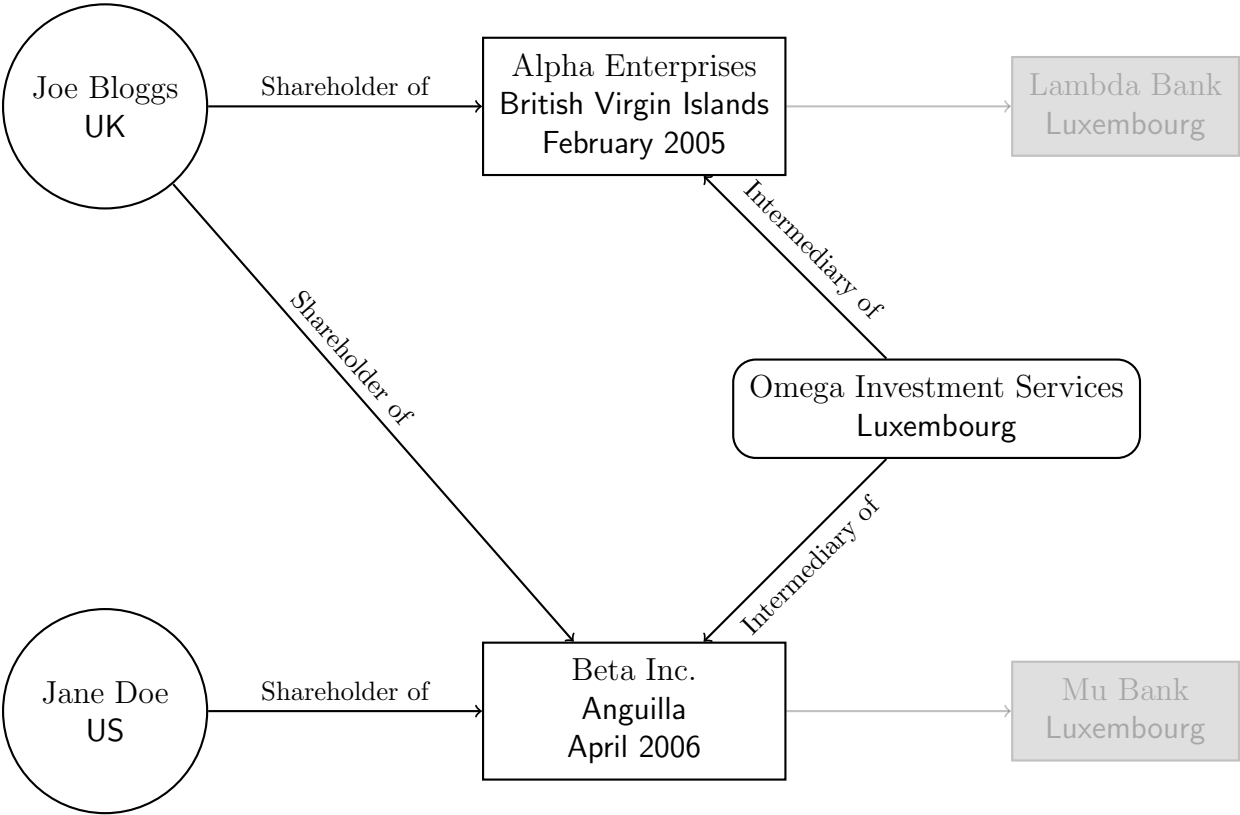 Joe Bloggs
UK
Shareholder of
Alpha Enterprises
British Virgin Islands
February 2005
Lambda Bank
Luxembourg
Intermediary of
Shareholder of
Omega Investment Services
Luxembourg
Intermediary of
Jane Doe
US
Shareholder of
Beta Inc.
Anguilla
April 2006
Mu Bank
Luxembourg